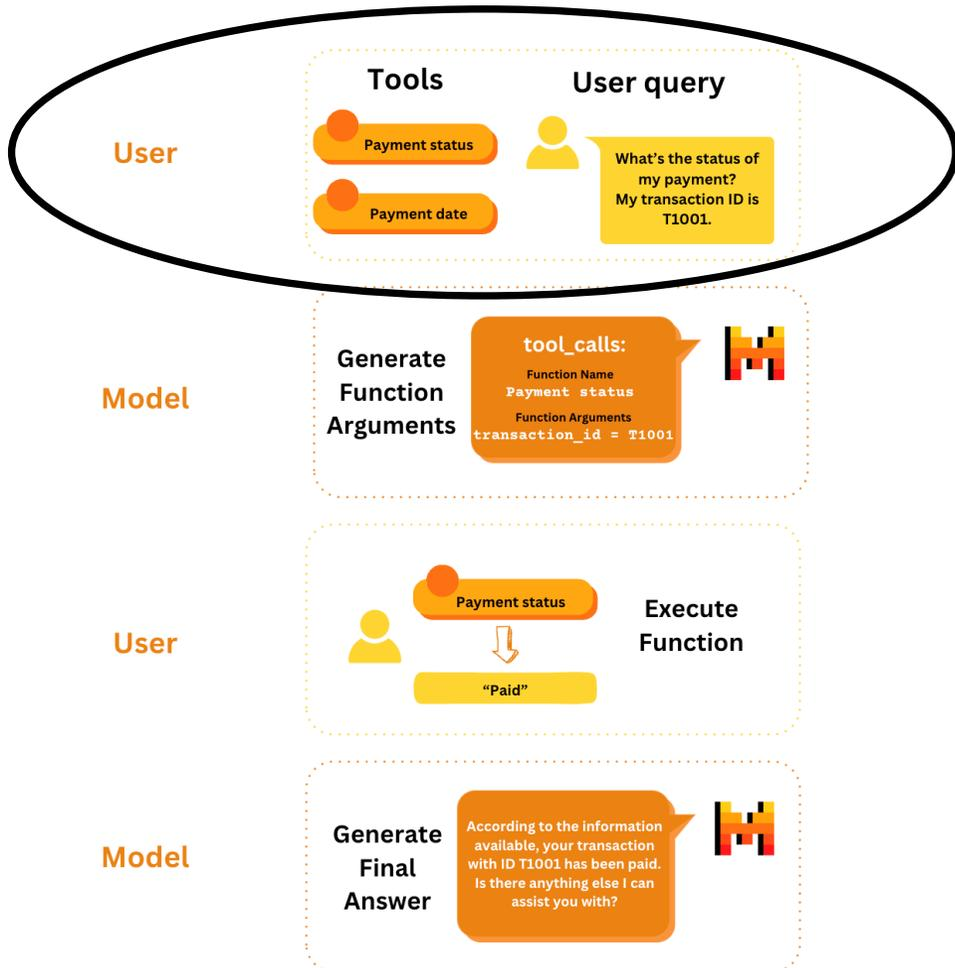 Tools
User query
User
Payment status
Payment date
What’s the status of
my payment?
My transaction ID is
T1001.
Model
Generate
Function
Arguments
tool_calls:
Function Name
Payment status
Function Arguments
transaction_id = T1001
User
Payment status
“Paid”
Execute
Function
Model
Generate
Final
Answer
According to the information
available, your transaction
with ID T1001 has been paid.
Is there anything else I can
assist you with?